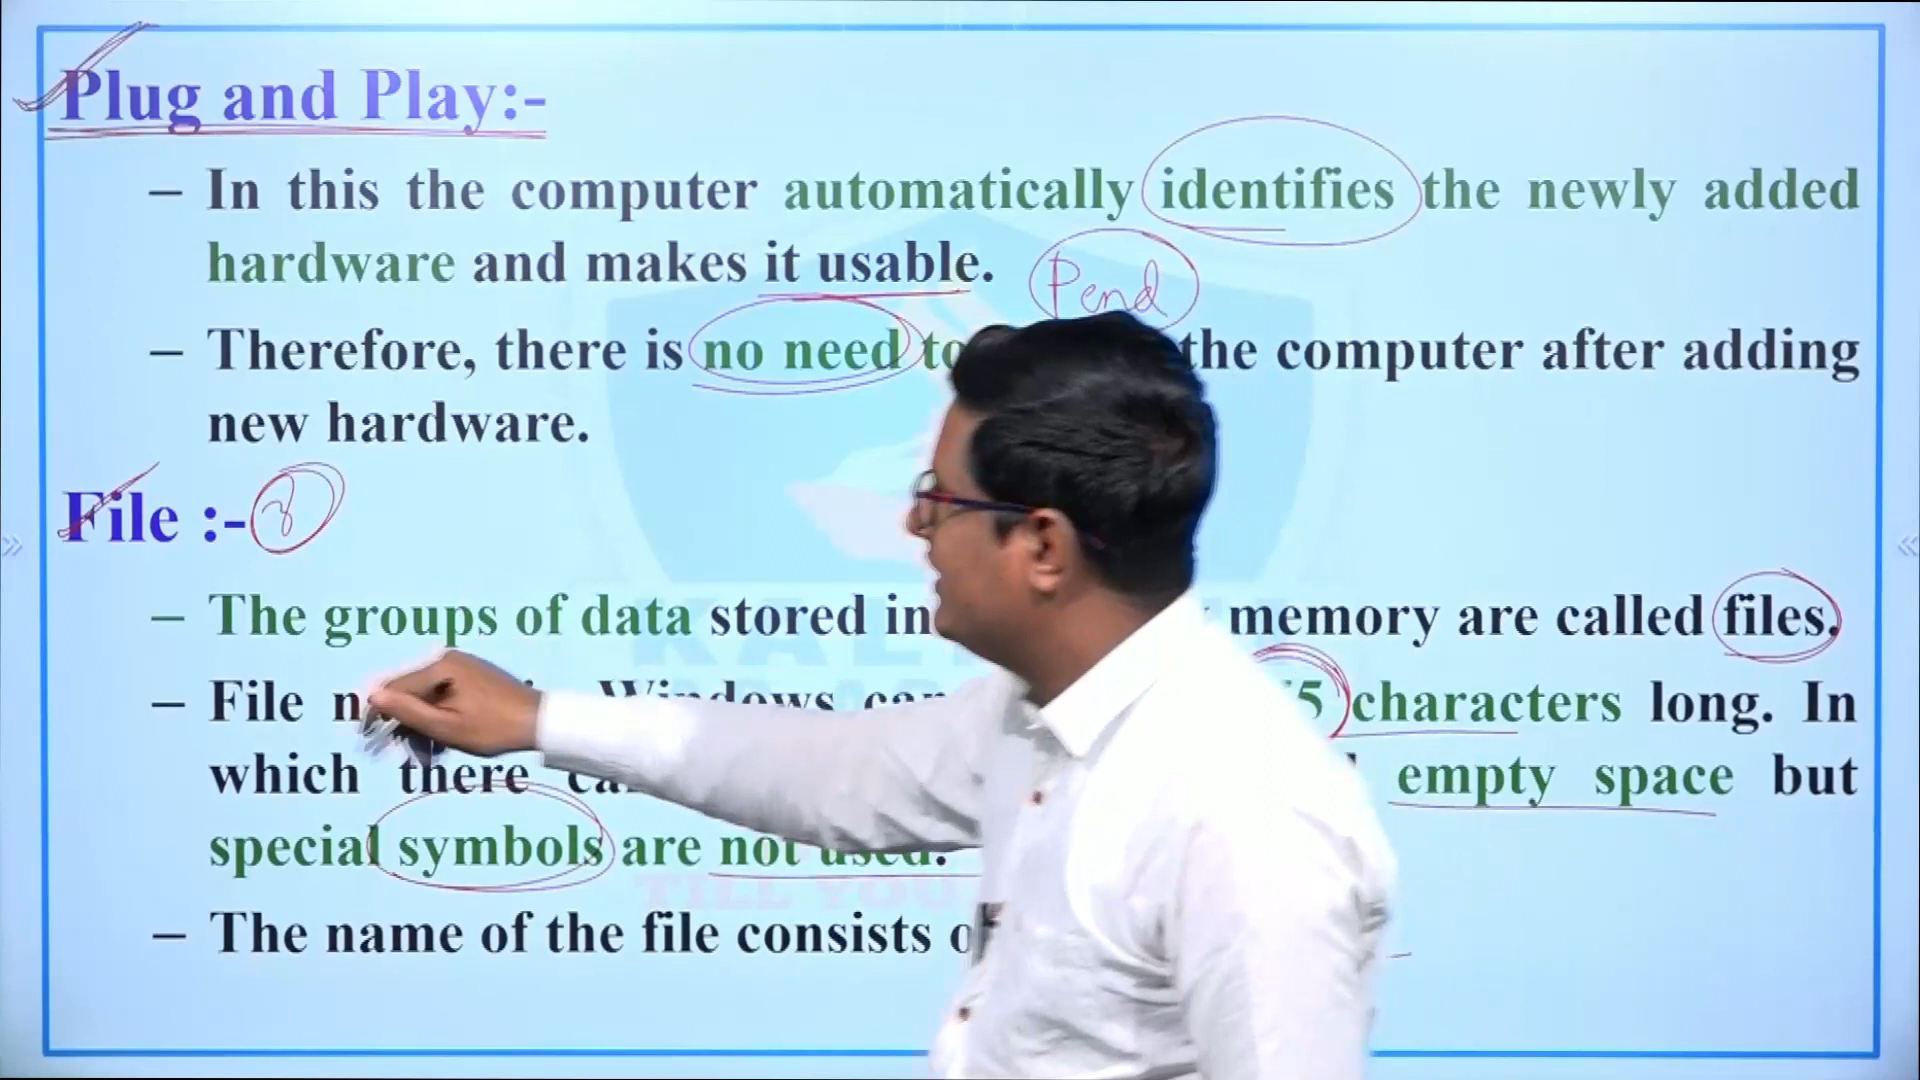 Plug and Play:-
– In this the computer automatically identifies the newly added
hardware and makes it usable.
Pend
– Therefore, there is no need to the computer after adding
new hardware.
File :-
– The groups of data stored in memory are called files.
– File Windows 5 characters long. In
which there empty space but
special symbols are not used.
– The name of the file consists